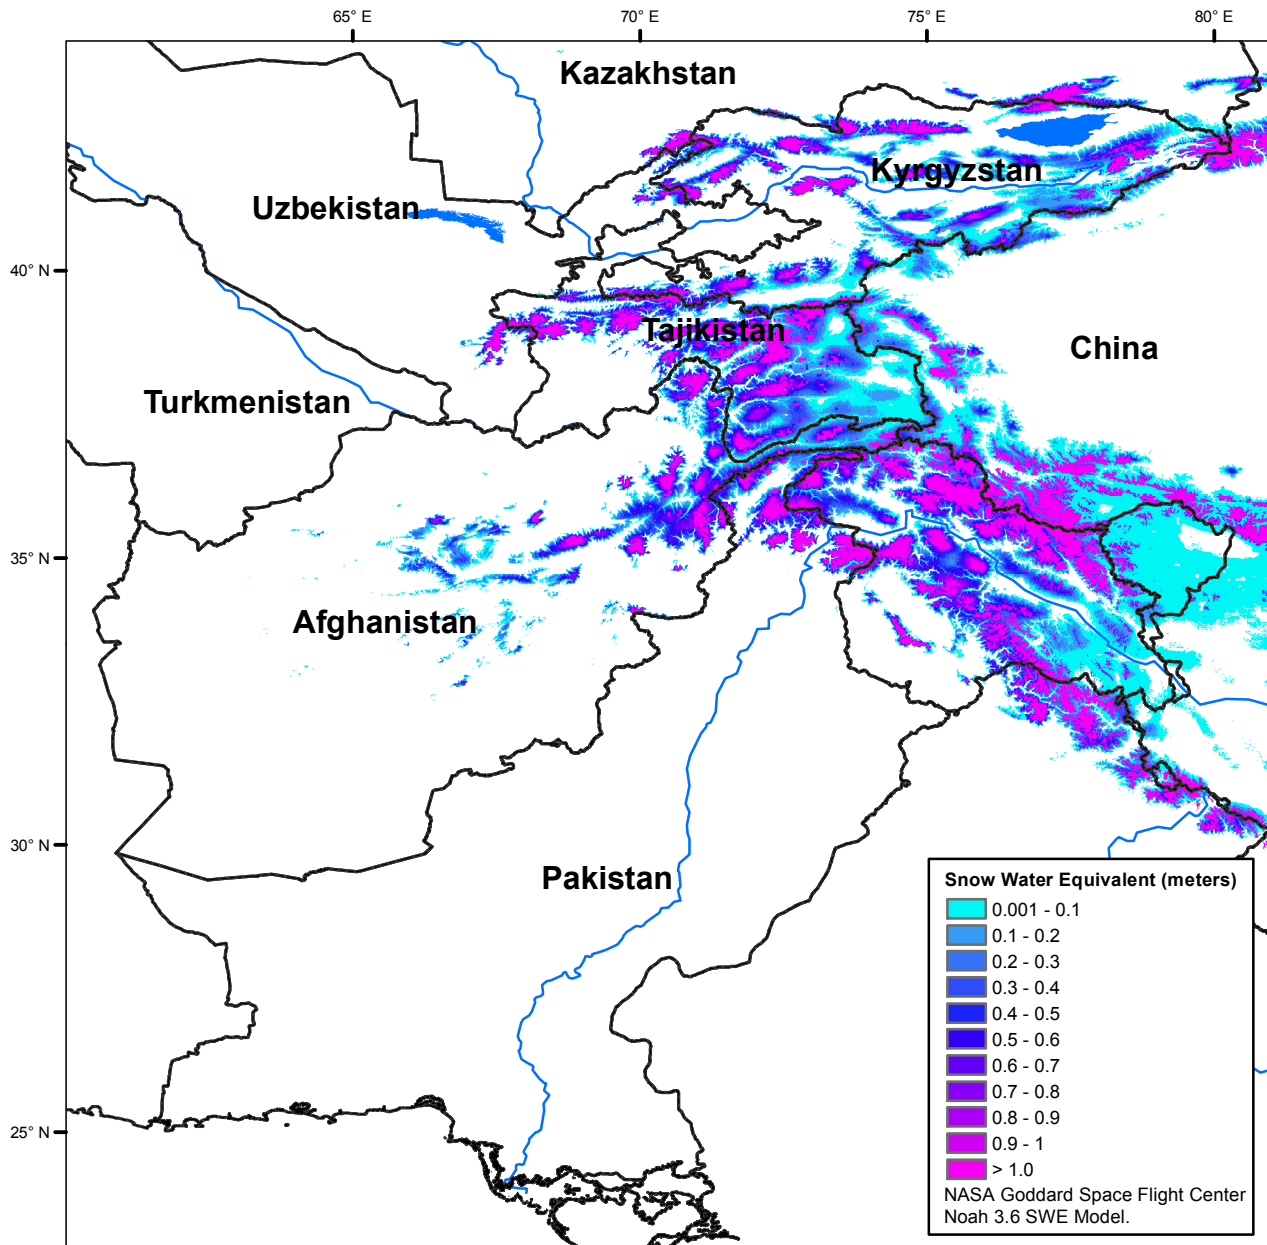 65° E
70° E
75° E
80° E
Kazakhstan
Kyrgyzstan
Uzbekistan
40° N
Tajikistan
China
Turkmenistan
35° N
Afghanistan
30° N
Pakistan
Snow Water Equivalent (meters)
0.001 - 0.1
0.1 - 0.2
0.2 - 0.3
0.3 - 0.4
0.4 - 0.5
0.5 - 0.6
0.6 - 0.7
0.7 - 0.8
0.8 - 0.9
0.9 - 1
> 1.0
NASA Goddard Space Flight Center
Noah 3.6 SWE Model.
25° N